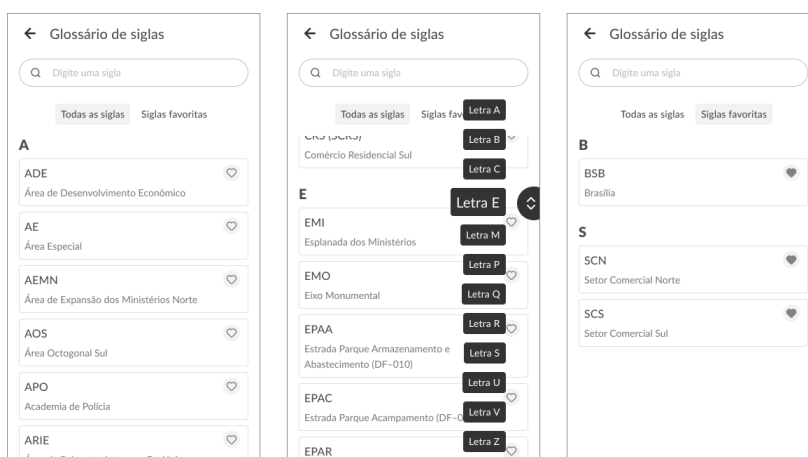 Glossário de siglas
Digite uma sigla
Todas as siglas Siglas favoritas
A
ADE
Área de Desenvolvimento Econômico
AE
Área Especial
AEMN
Área de Expansão dos Ministérios Norte
AOS
Área Octogonal Sul
APO
Academia de Polícia
ARIE
Glossário de siglas
Digite uma sigla
Todas as siglas Siglas
CRS (SCRS)
Comércio Residencial Sul
E
EMI
Esplanada dos Ministérios
EMO
Eixo Monumental
EPAA
Estrada Parque Armazenamento e
Abastecimento (DF-010)
EPAC
Estrada Parque Acampamento
EPAR
Letra A
Letra B
Letra C
Letra E
Letra M
Letra P
Letra Q
Letra R
Letra S
Letra U
Letra V
Letra Z
Glossário de siglas
Digite uma sigla
Todas as siglas Siglas favoritas
B
BSB
Brasília
S
SCN
Setor Comercial Norte
SCS
Setor Comercial Sul